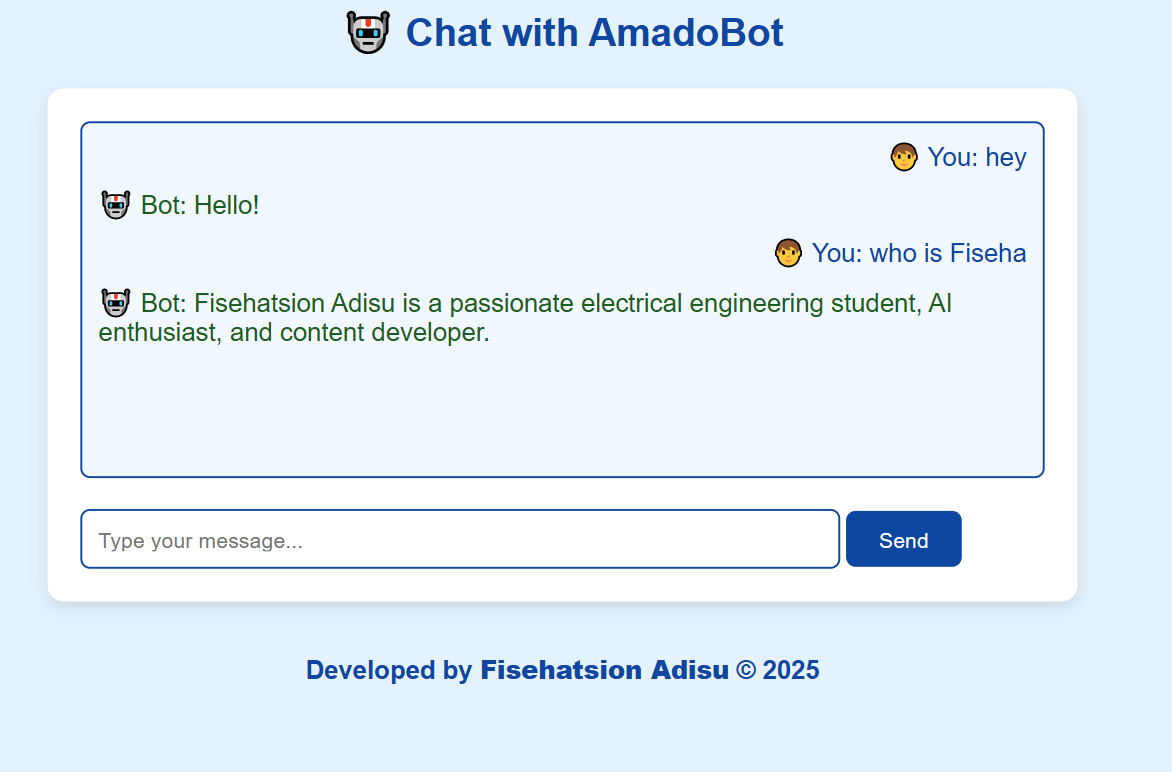 Chat with AmadoBot
You: hey
Bot: Hello!
You: who is Fiseha
Bot: Fisehatsion Adisu is a passionate electrical engineering student, AI
enthusiast, and content developer.
Type your message...
Send
Developed by Fisehatsion Adisu © 2025